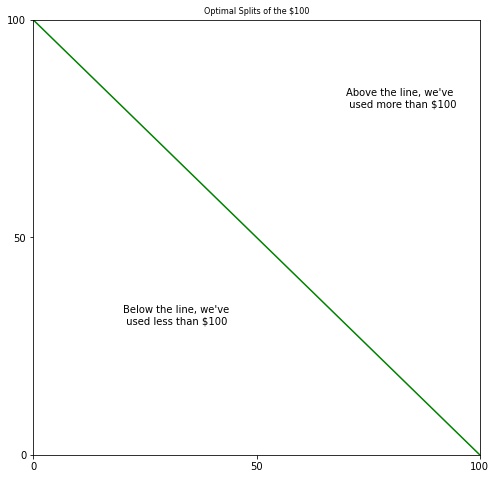 Optimal Splits of the $100
100
Above the line, we've
used more than $100
50
Below the line, we've
used less than $100
0
0
50
100